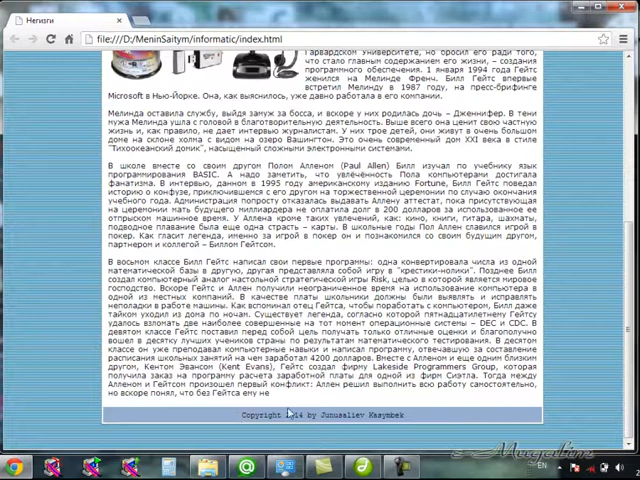 Негизги
file:///D:/MeninSaitym/informatic/index.html
Гарвардском Университете, но бросил его ради того,
что стало главным содержанием его жизни, – создания
программного обеспечения. 1 января 1994 года Гейтс
женился на Мелинде Френч. Билл Гейтс впервые
встретил Мелинду в 1987 году, на пресс-брифинге
Microsoft в Нью-Йорке. Она, как выяснилось, уже давно работала в его компании.
Мелинда оставила службу, выйдя замуж за босса, и вскоре у них родилась дочь – Дженнифер. В тени
мужа Мелинда ушла с головой в благотворительную деятельность. Выше всего она ценит свою частную
жизнь и, как правило, не дает интервью журналистам. У них трое детей, они живут в очень большом
доме на склоне холма с видом на озеро Вашингтон. Это очень современный дом XXI века в стиле
"Тихоокеанский домик", насыщенный сложными электронными системами.
В школе вместе со своим другом Полом Алленом (Paul Allen) Билл изучал по учебнику язык
программирования BASIC. А надо заметить, что увлечённость Пола компьютерами достигала
фанатизма. В интервью, данном в 1995 году американскому изданию Fortune, Билл Гейтс поведал
историю о конфузе, приключившемся с его другом на торжественной церемонии по случаю окончания
учебного года. Администрация попросту отказалась выдавать Аллену аттестат, пока присутствующая
на церемонии мать будущего миллиардера не оплатила долг в 200 долларов за использованное ее
отпрыском машинное время. У Аллена кроме таких увлечений, как: кино, книги, гитара, шахматы,
подводное плавание была еще одна страсть – карты. В школьные годы Пол Аллен славился игрой в
покер. Как гласит легенда, именно за игрой в покер он и познакомился со своим будущим другом,
партнером и коллегой – Биллом Гейтсом.
В восьмом классе Билл Гейтс написал свои первые программы: одна конвертировала числа из одной
математической базы в другую, другая представляла собой игру в "крестики-нолики". Позднее Билл
создал компьютерный аналог настольной стратегической игры Risk, целью в которой является мировое
господство. Вскоре Гейтс и Аллен получили неограниченное время на использование компьютера в
одной из местных компаний. В качестве платы школьники должны были выявлять и исправлять
неполадки в работе машины. Как вспоминал отец Гейтса, чтобы поработать с компьютером, Билл даже
тайком уходил из дома по ночам. Существует легенда, согласно которой пятнадцатилетнему Гейтсу
удалось взломать две наиболее совершенные на тот момент операционные системы – DEC и CDC. В
девятом классе Гейтс поставил перед собой цель получать только отличные оценки и благополучно
вошел в десятку лучших учеников страны по результатам математического тестирования. В десятом
классе он уже преподавал компьютерные навыки и написал программу, отвечавшую за составление
расписания школьных занятий на чем заработал 4200 долларов. Вместе с Алленом и еще одним близким
другом, Кентом Эвансом (Kent Evans), Гейтс создал фирму Lakeside Programmers Group, которая
получила заказ на программу расчета заработной платы для одной из фирм Сиэтла. Тогда между
Алленом и Гейтсом произошел первый конфликт: Аллен решил выполнить всю работу самостоятельно,
но вскоре понял, что без Гейтса ему не
Copyright 2014 by Junusaliev Kasymbek
Mugalim
EN